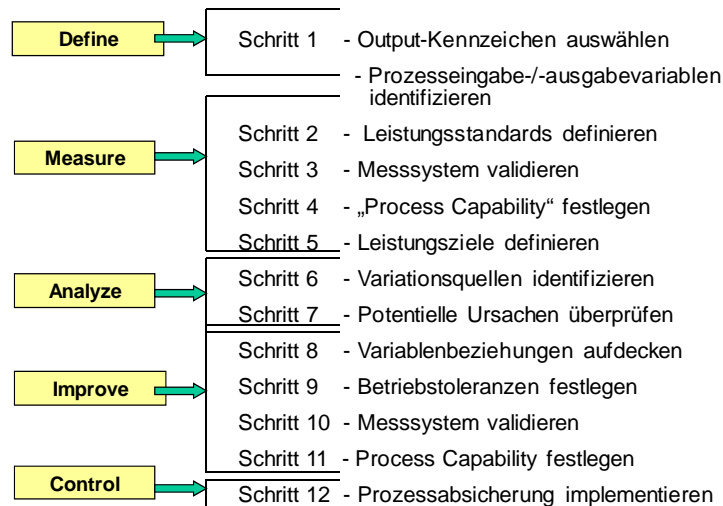 Define
Schritt 1 - Output-Kennzeichen auswählen
- Prozesseingabe-/-ausgabevariablen
identifizieren
Measure
Schritt 2 - Leistungsstandards definieren
Schritt 3 - Messsystem validieren
Schritt 4 - „Process Capability“ festlegen
Schritt 5 - Leistungsziele definieren
Analyze
Schritt 6 - Variationsquellen identifizieren
Schritt 7 - Potentielle Ursachen überprüfen
Improve
Schritt 8 - Variablenbeziehungen aufdecken
Schritt 9 - Betriebstoleranzen festlegen
Schritt 10 - Messsystem validieren
Schritt 11 - Process Capability festlegen
Control
Schritt 12 - Prozessabsicherung implementieren